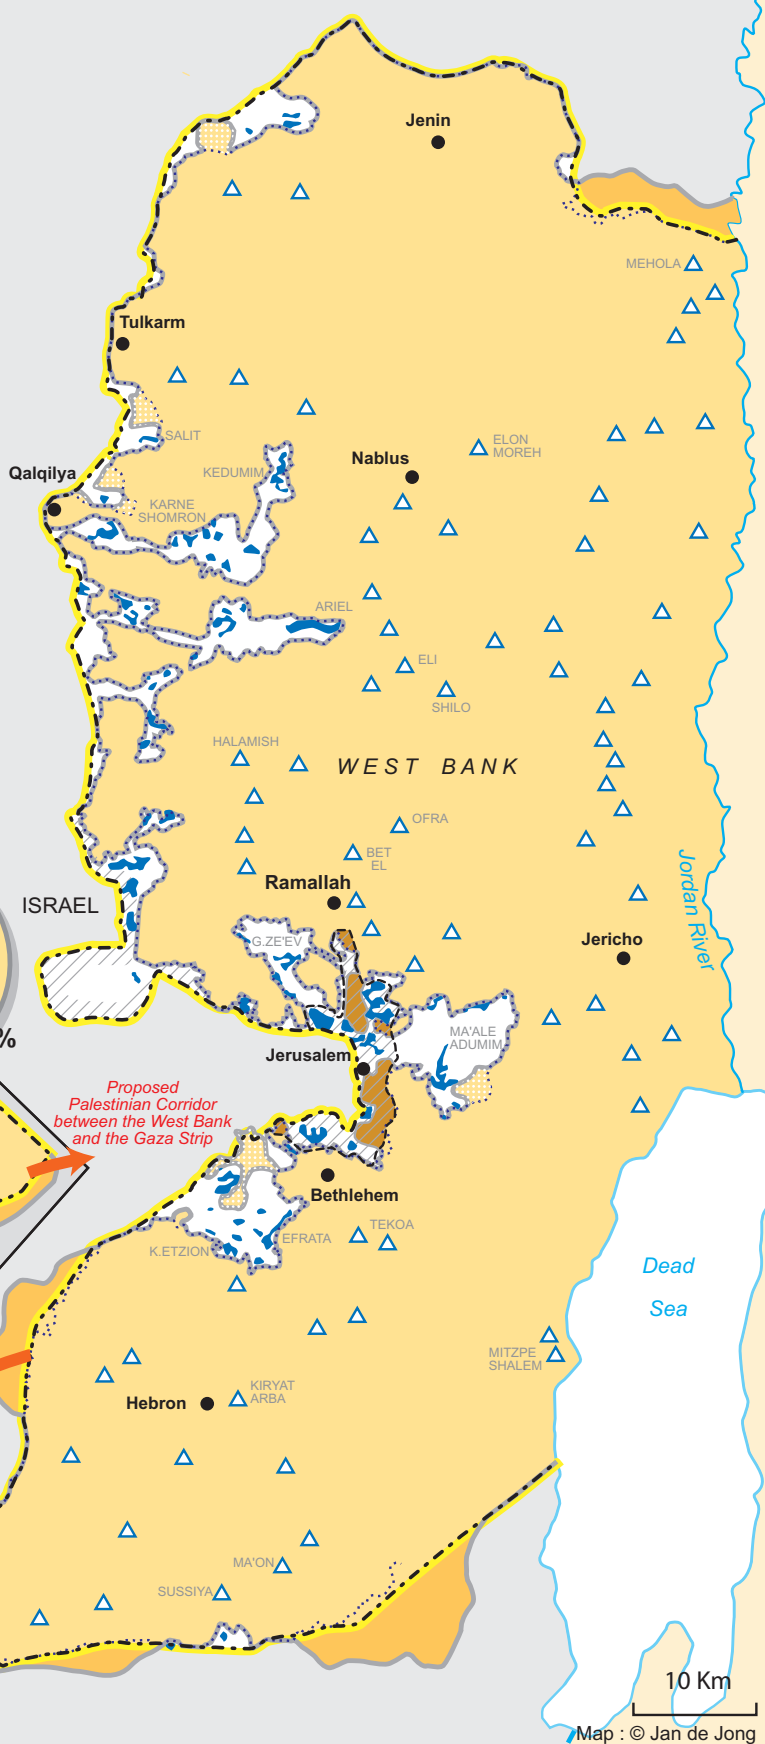 Jenin
MEHOLA
Tulkarm
SALIT
ELON
MOREH
Nablus
KEDUMIM
Qalqilya
KARNE
SHOMRON
ARIEL
ELI
SHILO
HALAMISH
WEST BANK
OFRA
BET
EL
Ramallah
ISRAEL
Jordan River
G.ZE'EV
Jericho
%
MA'ALE
ADUMIM
Jerusalem
Proposed
Palestinian Corridor
between the West Bank
and the Gaza Strip
Bethlehem
TEKOA
EFRATA
K.ETZION
Dead
Sea
MITZPE
SHALEM
KIRYAT
ARBA
Hebron
MA'ON
SUSSIYA
10 Km
Map : © Jan de Jong